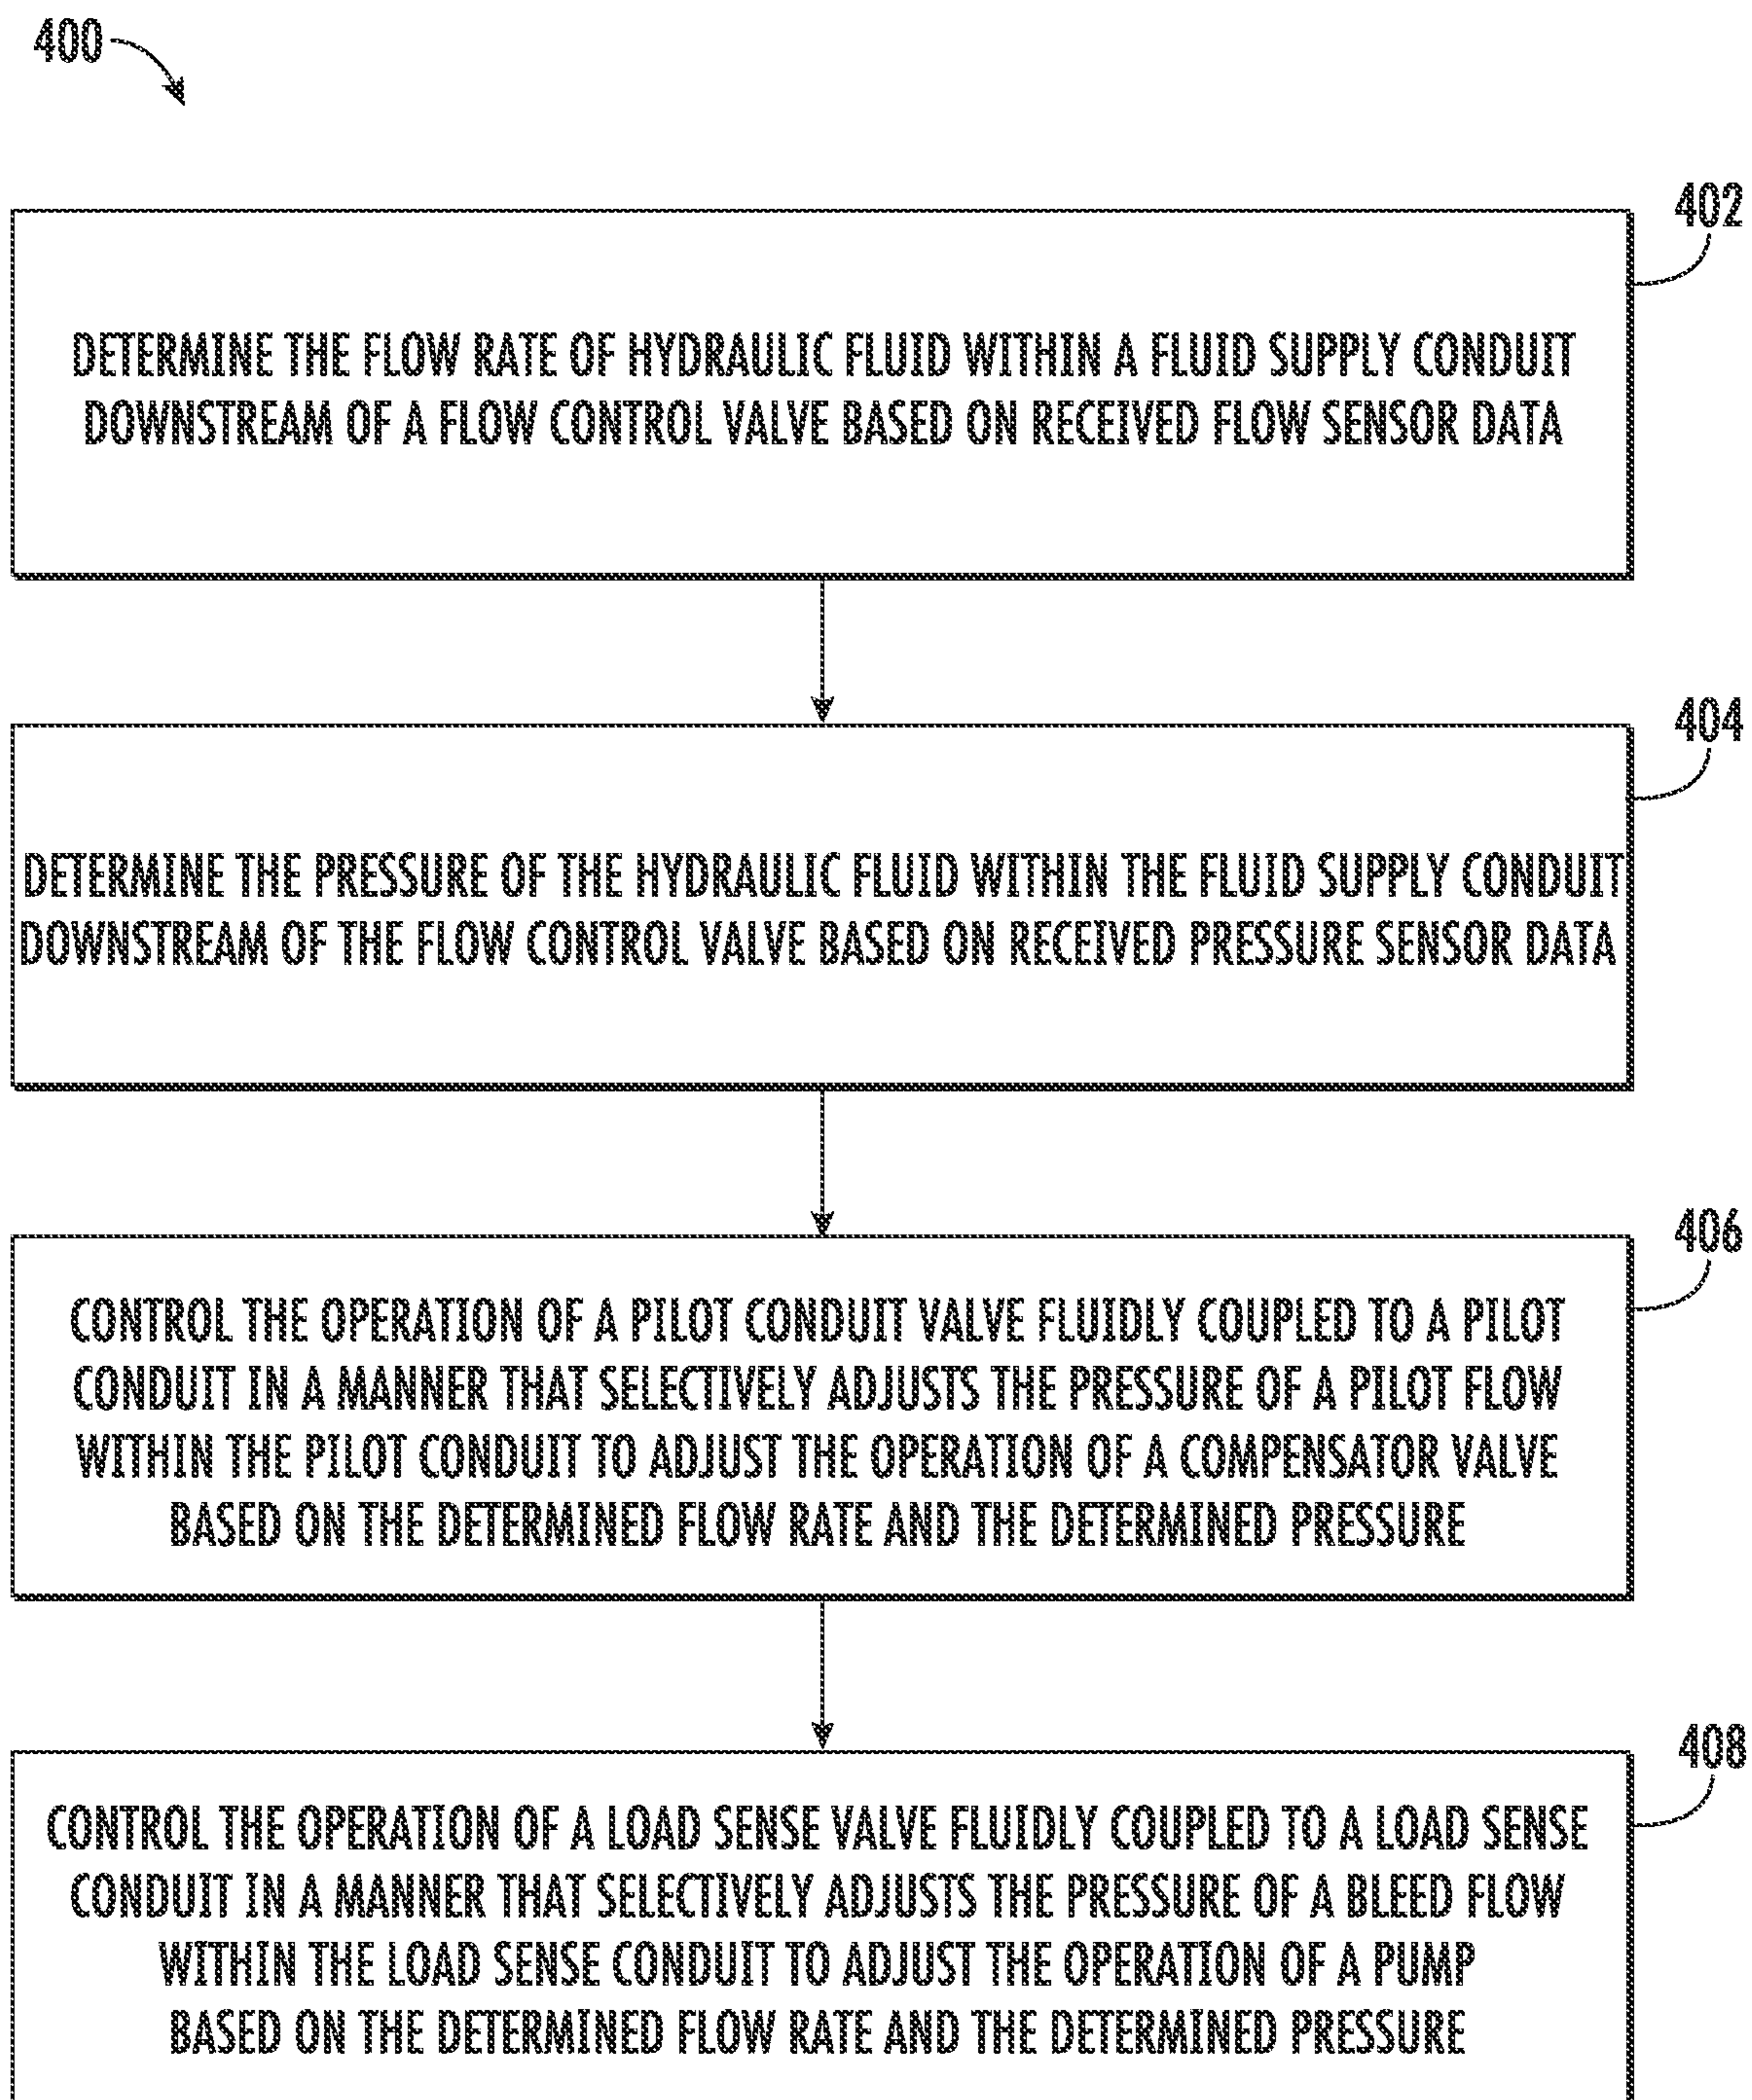 400
402
DETERMINE THE FLOW RATE OF HYDRAULIC FLUID WITHIN A FLUID SUPPLY CONDUIT
DOWNSTREAM OF A FLOW CONTROL VALVE BASED ON RECEIVED FLOW SENSOR DATA
404
DETERMINE THE PRESSURE OF THE HYDRAULIC FLUID WITHIN THE FLUID SUPPLY CONDUIT
DOWNSTREAM OF THE FLOW CONTROL VALVE BASED ON RECEIVED PRESSURE SENSOR DATA
406
CONTROL THE OPERATION OF A PILOT CONDUIT VALVE FLUIDLY COUPLED TO A PILOT
CONDUIT IN A MANNER THAT SELECTIVELY ADJUSTS THE PRESSURE OF A PILOT FLOW
WITHIN THE PILOT CONDUIT TO ADJUST THE OPERATION OF A COMPENSATOR VALVE
BASED ON THE DETERMINED FLOW RATE AND THE DETERMINED PRESSURE
408
CONTROL THE OPERATION OF A LOAD SENSE VALVE FLUIDLY COUPLED TO A LOAD SENSE
CONDUIT IN A MANNER THAT SELECTIVELY ADJUSTS THE PRESSURE OF A BLEED FLOW
WITHIN THE LOAD SENSE CONDUIT TO ADJUST THE OPERATION OF A PUMP
BASED ON THE DETERMINED FLOW RATE AND THE DETERMINED PRESSURE